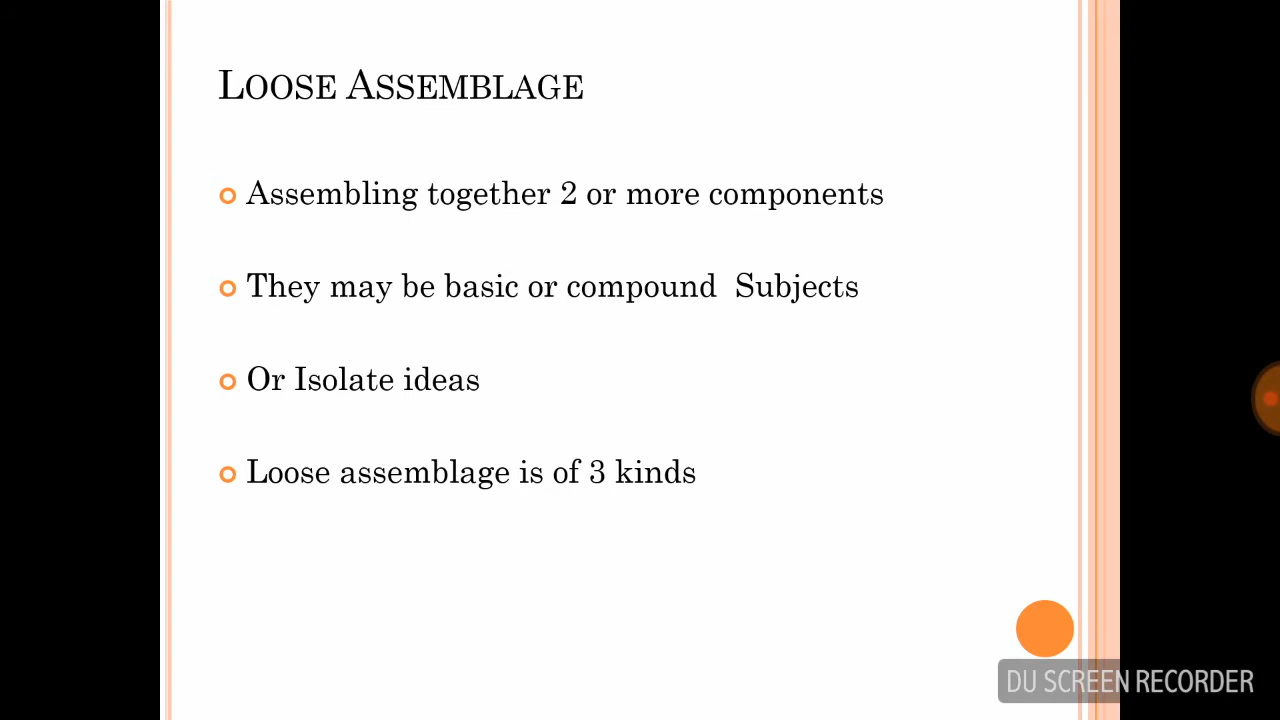 LOOSE ASSEMBLAGE
Assembling together 2 or more components
They may be basic or compound  Subjects
Or Isolate ideas
Loose assemblage is of 3 kinds
DU SCREEN RECORDER